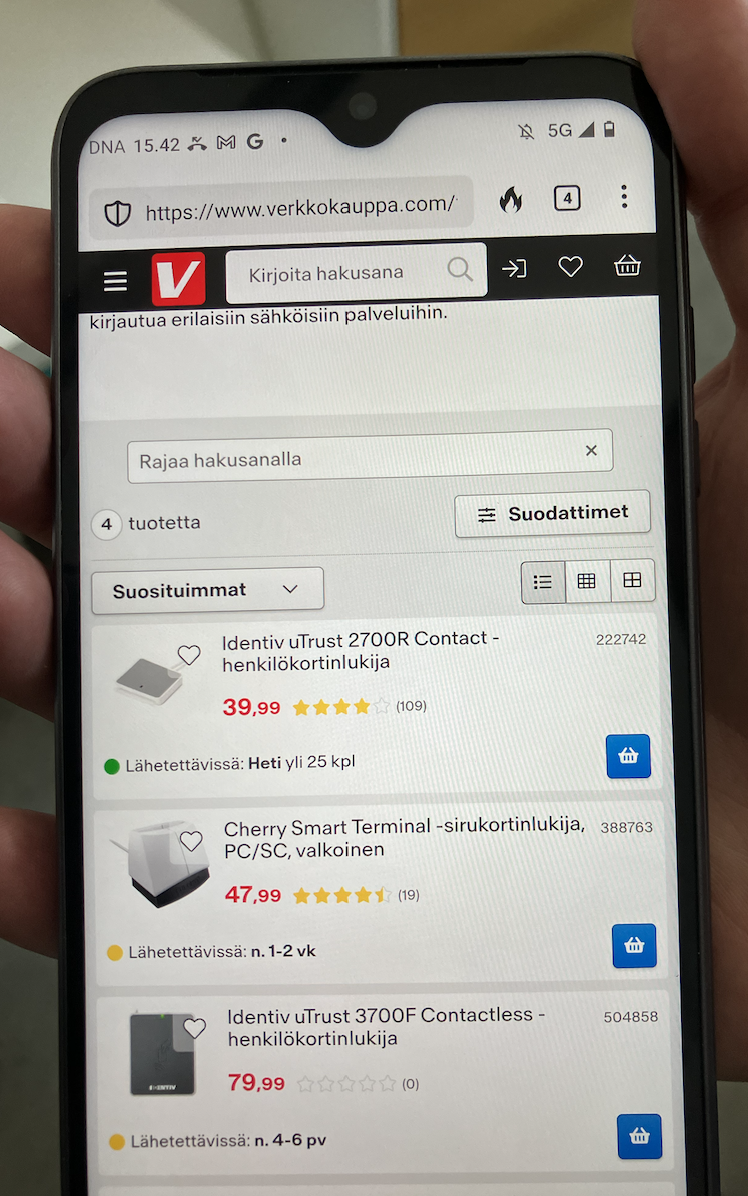 DNA 15.42 5G
https://www.verkkokauppa.com/
4
Kirjoita hakusana
kirjautua erilaisiin sähköisiin palveluihin.
Rajaa hakusanalla
4 tuotetta
Suodattimet
Suosituimmat
Identiv uTrust 2700R Contact - 222742
henkilökortinlukija
39,99 (109)
Lähetettävissä: Heti yli 25 kpl
Cherry Smart Terminal -sirukortinlukija, 388763
PC/SC, valkoinen
47,99 (19)
Lähetettävissä: n. 1-2 vk
Identiv uTrust 3700F Contactless - 504858
henkilökortinlukija
IDENTIV
79,99 (0)
Lähetettävissä: n. 4-6 pv